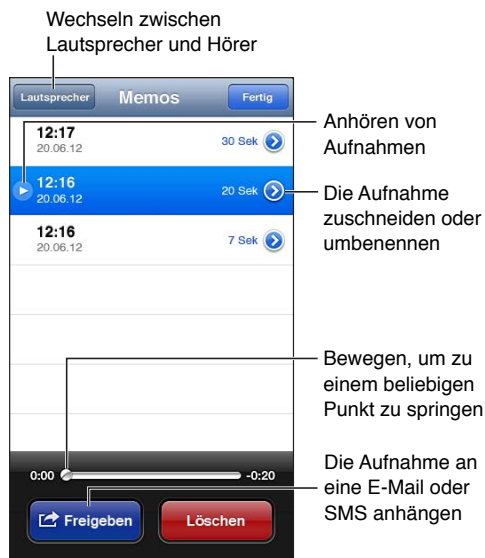 Wechseln zwischen
Lautsprecher und Hörer
Lautsprecher
Memos
Fertig
12:17
20.06.12
30 Sek
Anhören von
Aufnahmen
12:16
20.06.12
20 Sek
Die Aufnahme
zuschneiden oder
umbenennen
12:16
20.06.12
7 Sek
Bewegen, um zu
einem beliebigen
Punkt zu springen
0:00
-0:20
Die Aufnahme an
eine E-Mail oder
SMS anhängen
Freigeben
Löschen